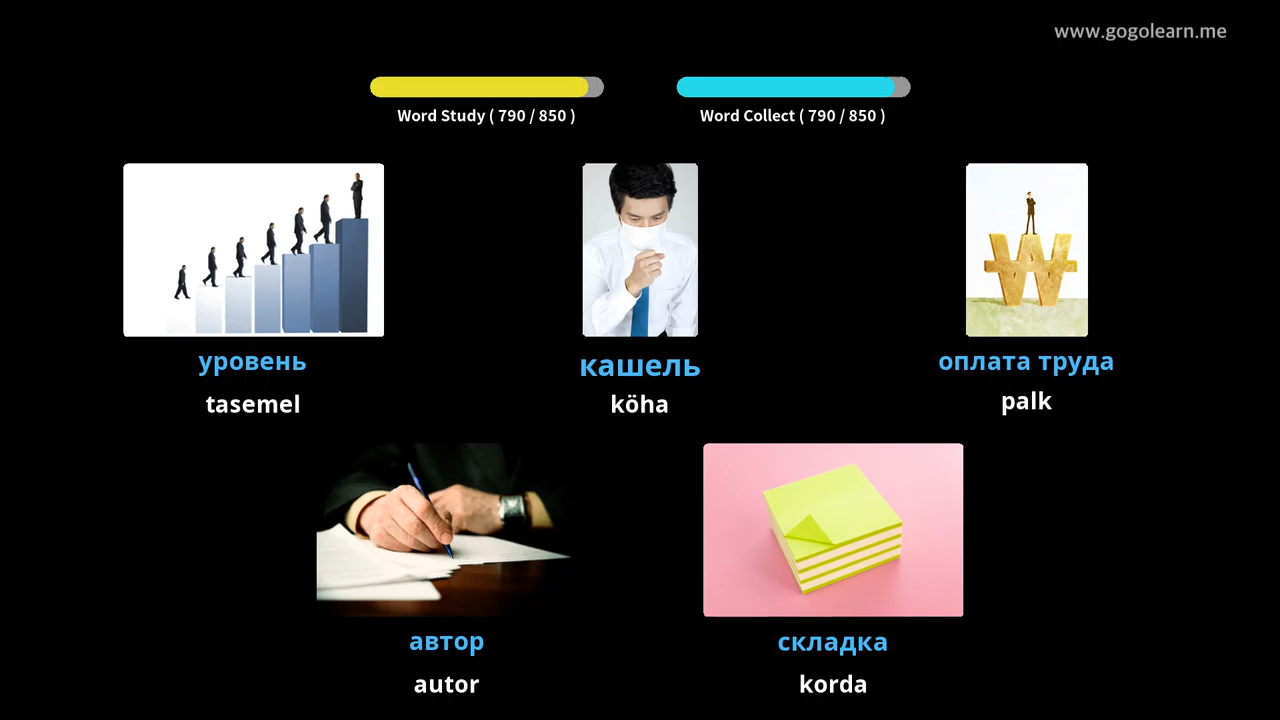 www.gogolearn.me
Word Study ( 790 / 850 )
Word Collect ( 790 / 850 )
уровень
tasemel
кашель
köha
оплата труда
palk
автор
autor
складка
korda